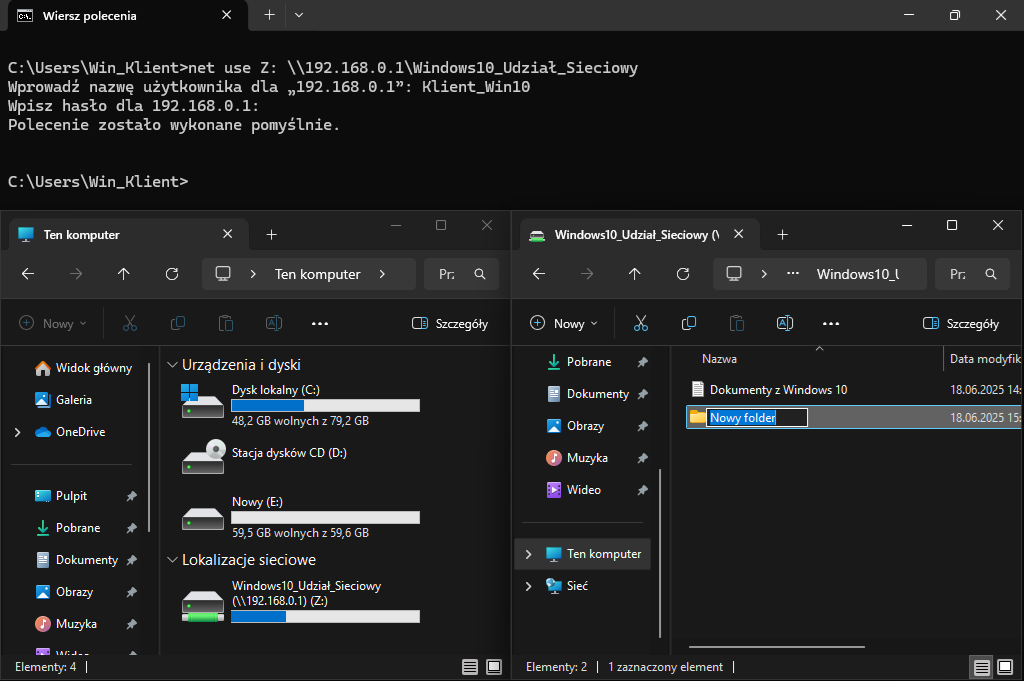 Wiersz polecenia
C:\Users\Win_Klient>net use Z: \\192.168.0.1\Windows10_Udział_Sieciowy
Wprowadź nazwę użytkownika dla „192.168.0.1”: Klient_Win10
Wpisz hasło dla 192.168.0.1:
Polecenie zostało wykonane pomyślnie.
C:\Users\Win_Klient>
Ten komputer
Ten komputer
Prz
Nowy
Szczegóły
Widok główny
Galeria
OneDrive
Pulpit
Pobrane
Dokumenty
Obrazy
Muzyka
Wideo
Urządzenia i dyski
Dysk lokalny (C:)
48,2 GB wolnych z 79,2 GB
Stacja dysków CD (D:)
Nowy (E:)
59,5 GB wolnych z 59,6 GB
Lokalizacje sieciowe
Windows10_Udział_Sieciowy
(\\192.168.0.1) (Z:)
Elementy: 4
Windows10_Udział_Sieciowy (\
Windows10_U
Prz
Nowy
Szczegóły
Pobrane
Dokumenty
Obrazy
Muzyka
Wideo
Ten komputer
Sieć
Nazwa
Data modyfik
Dokumenty z Windows 10
18.06.2025 14:
Nowy folder
18.06.2025 15:
Elementy: 2
1 zaznaczony element